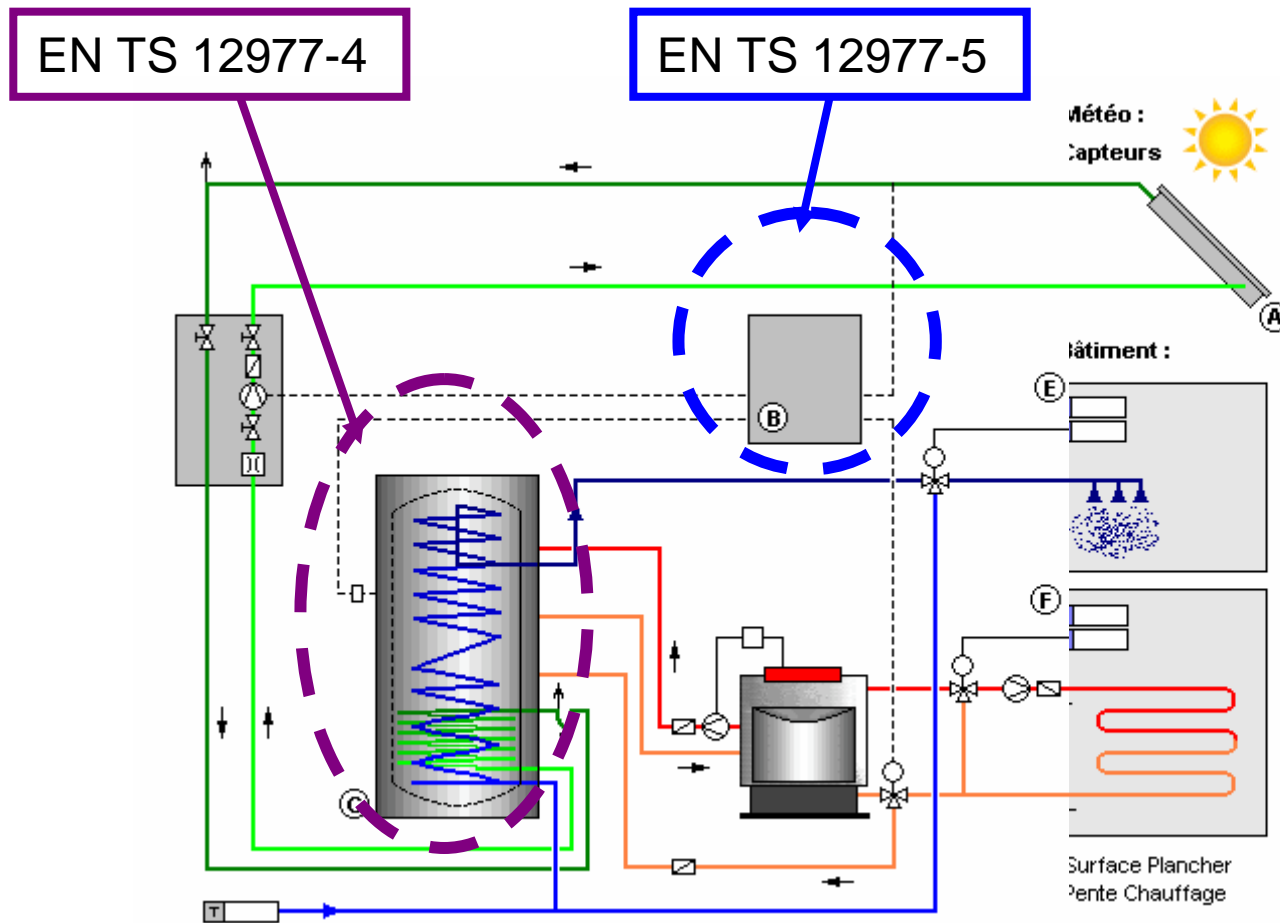 EN TS 12977-4
EN TS 12977-5
Météo :
Capteurs
A
Bâtiment :
E
B
F
C
Surface Plancher
Pente Chauffage
T